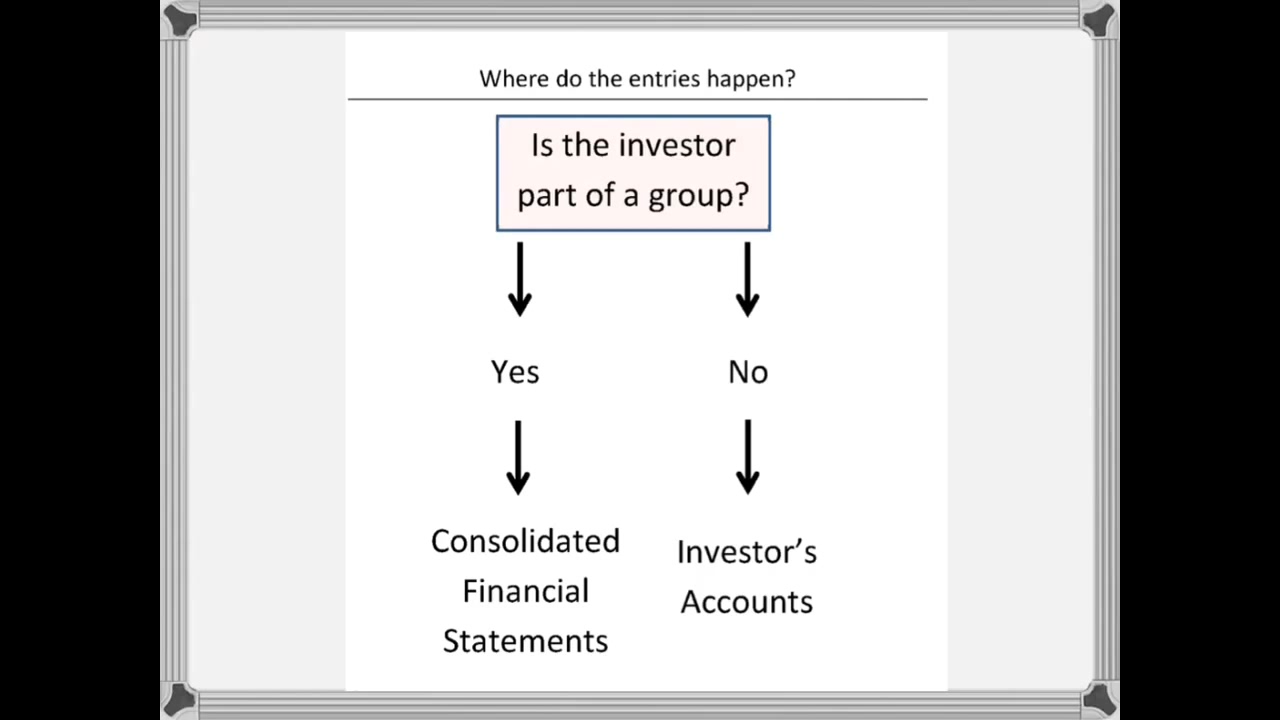 Where do the entries happen?
Is the investor
part of a group?
Yes
No
Consolidated
Financial
Statements
Investor’s
Accounts